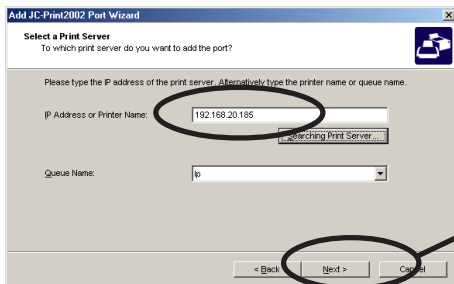 Add JC-Print2002 Port Wizard
Select a Print Server
To which print server do you want to add the port?
Please type the IP address of the print server. Alternatively type the printer name or queue name.
IP Address or Printer Name: 192.168.20.185
Searching Print Server...
Queue Name: lp
< Back Next > Cancel